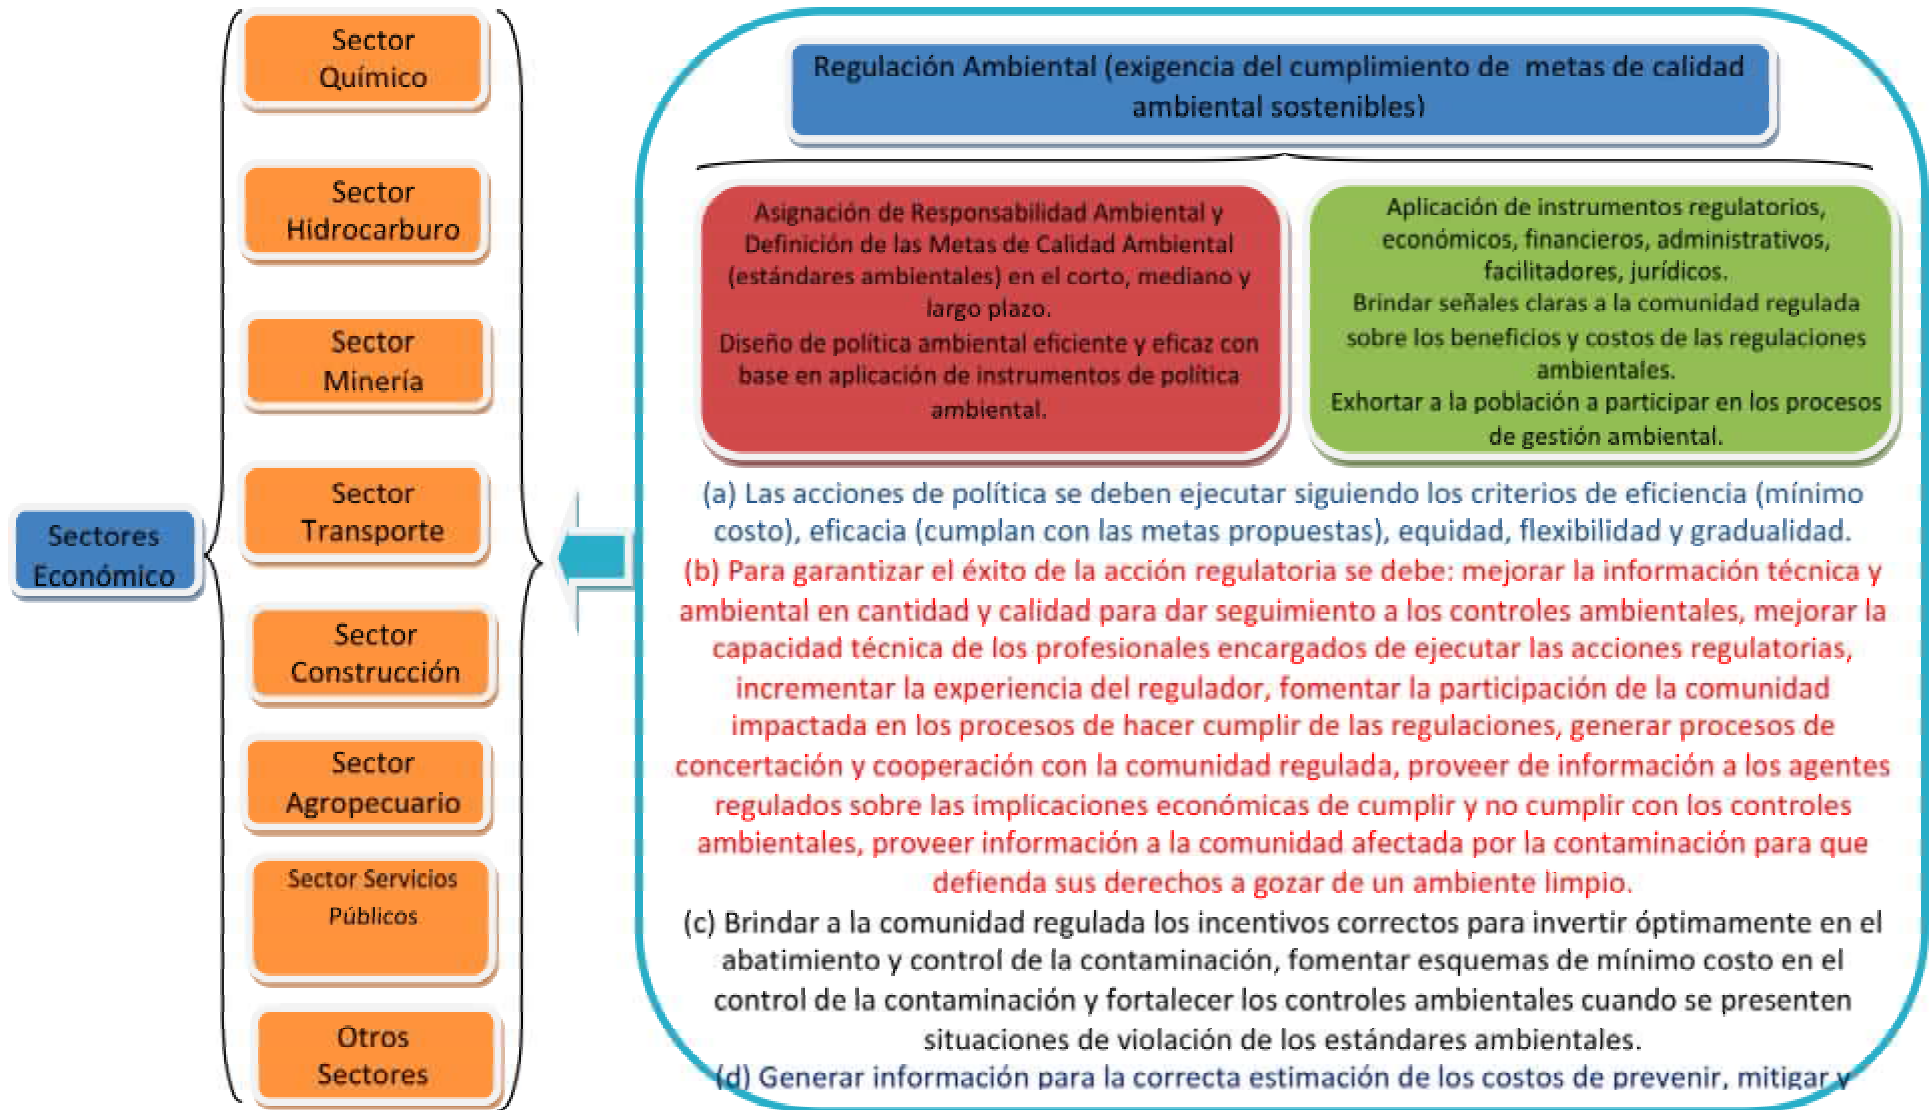 Sectores
Económico
Sector
Químico
Sector
Hidrocarburo
Sector
Minería
Sector
Transporte
Sector
Construcción
Sector
Agropecuario
Sector Servicios
Públicos
Otros
Sectores
Regulación Ambiental (exigencia del cumplimiento de metas de calidad
ambiental sostenibles)
Asignación de Responsabilidad Ambiental y
Definición de las Metas de Calidad Ambiental
(estándares ambientales) en el corto, mediano y
largo plazo.
Diseño de política ambiental eficiente y eficaz con
base en aplicación de instrumentos de política
ambiental.
Aplicación de instrumentos regulatorios,
económicos, financieros, administrativos,
facilitadores, jurídicos.
Brindar señales claras a la comunidad regulada
sobre los beneficios y costos de las regulaciones
ambientales.
Exhortar a la población a participar en los procesos
de gestión ambiental.
(a) Las acciones de política se deben ejecutar siguiendo los criterios de eficiencia (mínimo
costo), eficacia (cumplan con las metas propuestas), equidad, flexibilidad y gradualidad.
(b) Para garantizar el éxito de la acción regulatoria se debe: mejorar la información técnica y
ambiental en cantidad y calidad para dar seguimiento a los controles ambientales, mejorar la
capacidad técnica de los profesionales encargados de ejecutar las acciones regulatorias,
incrementar la experiencia del regulador, fomentar la participación de la comunidad
impactada en los procesos de hacer cumplir de las regulaciones, generar procesos de
concertación y cooperación con la comunidad regulada, proveer de información a los agentes
regulados sobre las implicaciones económicas de cumplir y no cumplir con los controles
ambientales, proveer información a la comunidad afectada por la contaminación para que
defienda sus derechos a gozar de un ambiente limpio.
(c) Brindar a la comunidad regulada los incentivos correctos para invertir óptimamente en el
abatimiento y control de la contaminación, fomentar esquemas de mínimo costo en el
control de la contaminación y fortalecer los controles ambientales cuando se presenten
situaciones de violación de los estándares ambientales.
(d) Generar información para la correcta estimación de los costos de prevenir, mitigar y